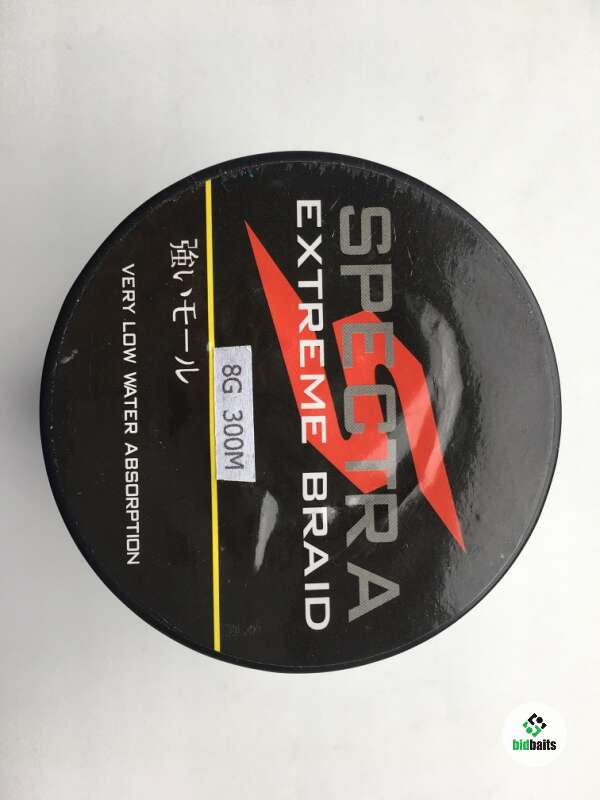 SPECTRA
EXTREME BRAID
8G 300M
強いモール
VERY LOW WATER ABSORPTION
bidbaits